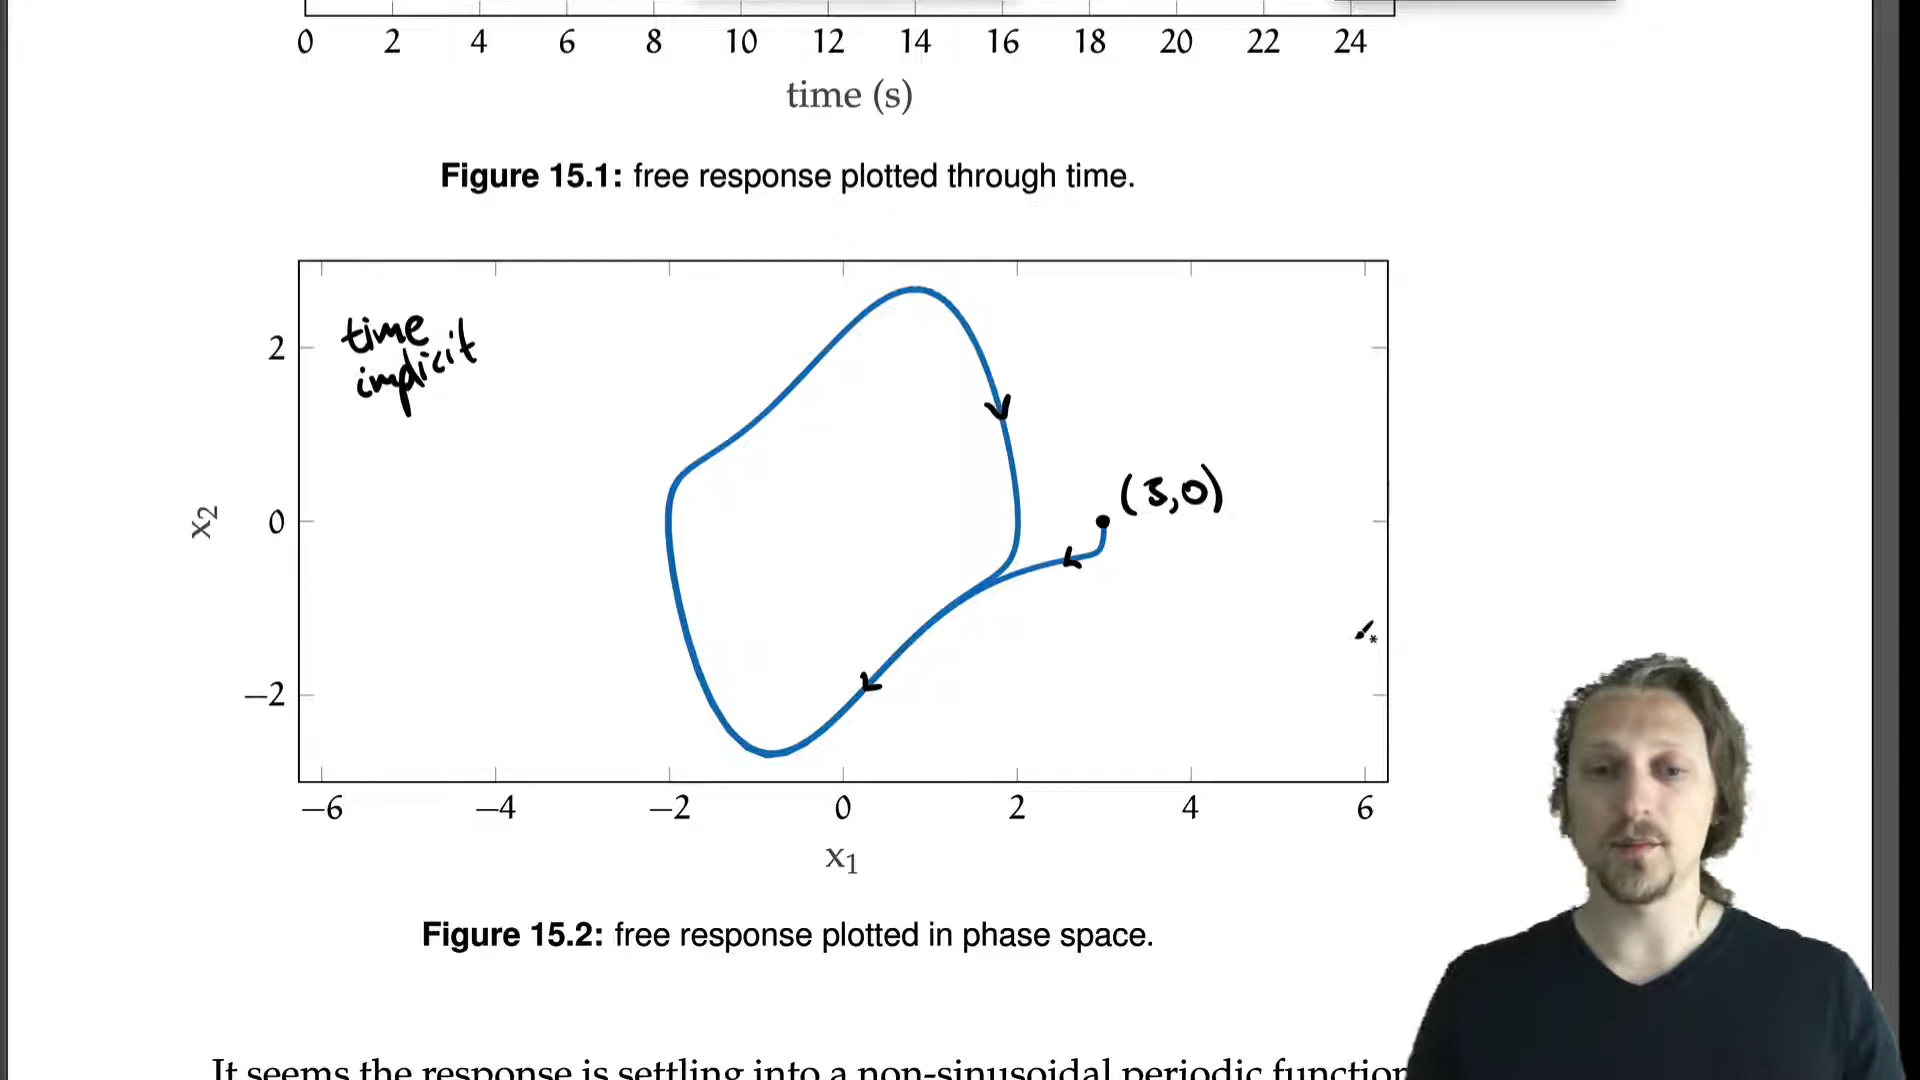 0 2 4 6 8 10 12 14 16 18 20 22 24
time (s)
Figure 15.1: free response plotted through time.
time
implicit
2
(3,0)
0
x2
−2
−6 −4 −2 0 2 4 6
x1
Figure 15.2: free response plotted in phase space.
It seems the response is settling into a non-sinusoidal periodic function